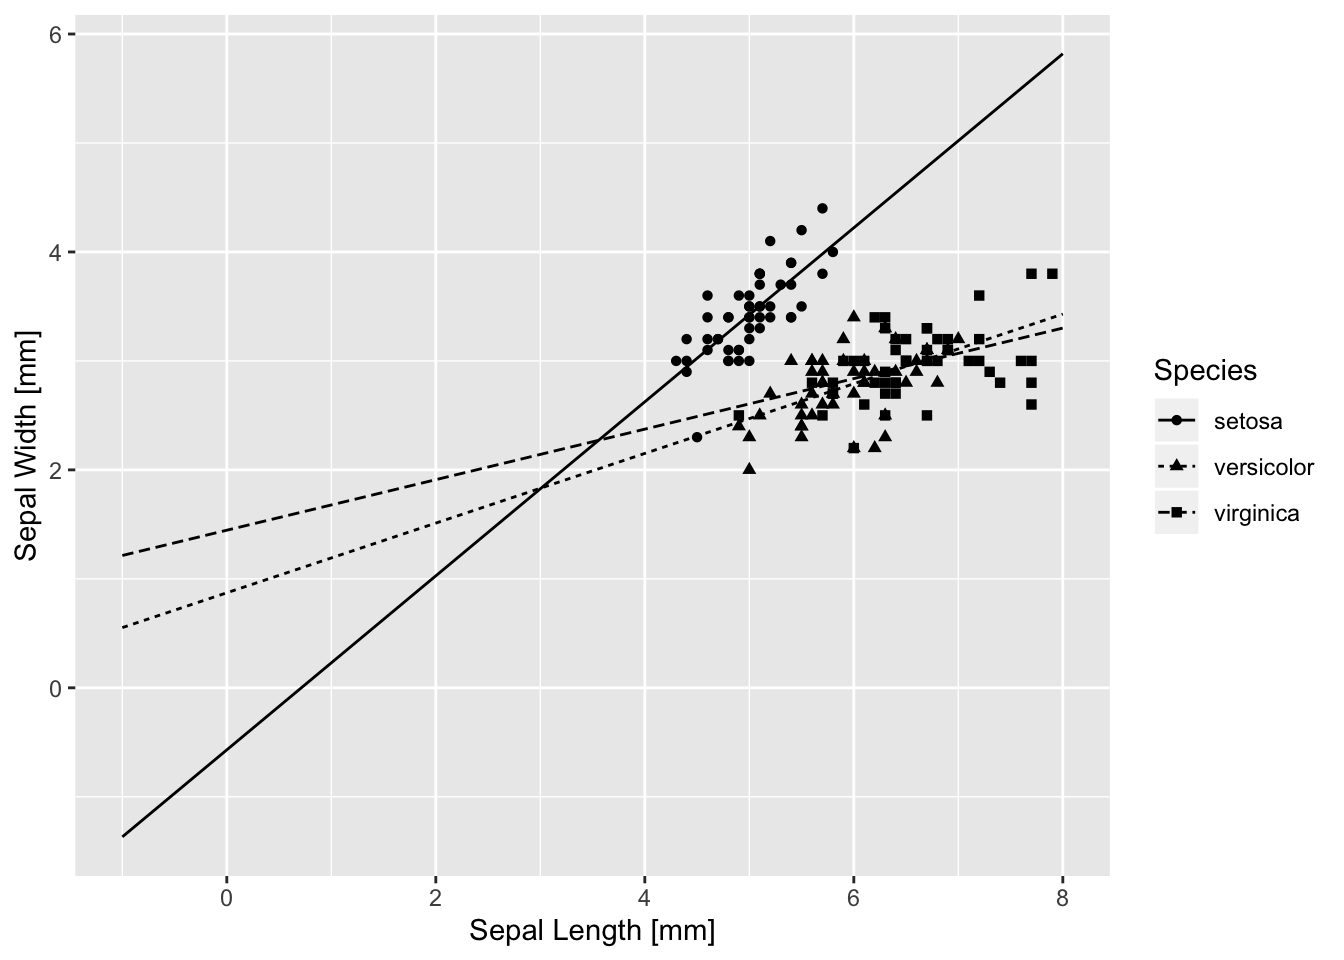 6
4
2
0
Sepal Width [mm]
0 2 4 6 8
Sepal Length [mm]
Species
setosa
versicolor
virginica